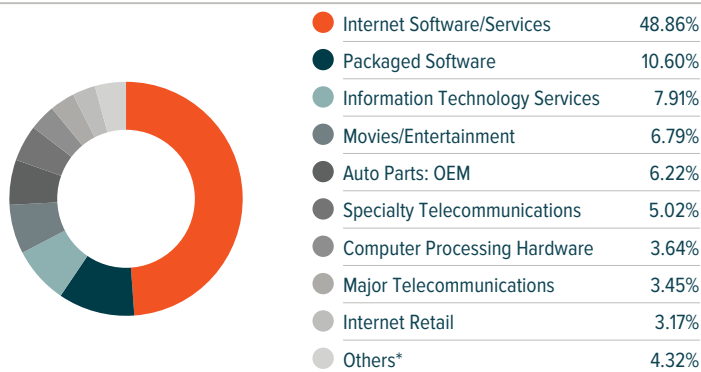 Internet Software/Services 48.86%
Packaged Software 10.60%
Information Technology Services 7.91%
Movies/Entertainment 6.79%
Auto Parts: OEM 6.22%
Specialty Telecommunications 5.02%
Computer Processing Hardware 3.64%
Major Telecommunications 3.45%
Internet Retail 3.17%
Others* 4.32%